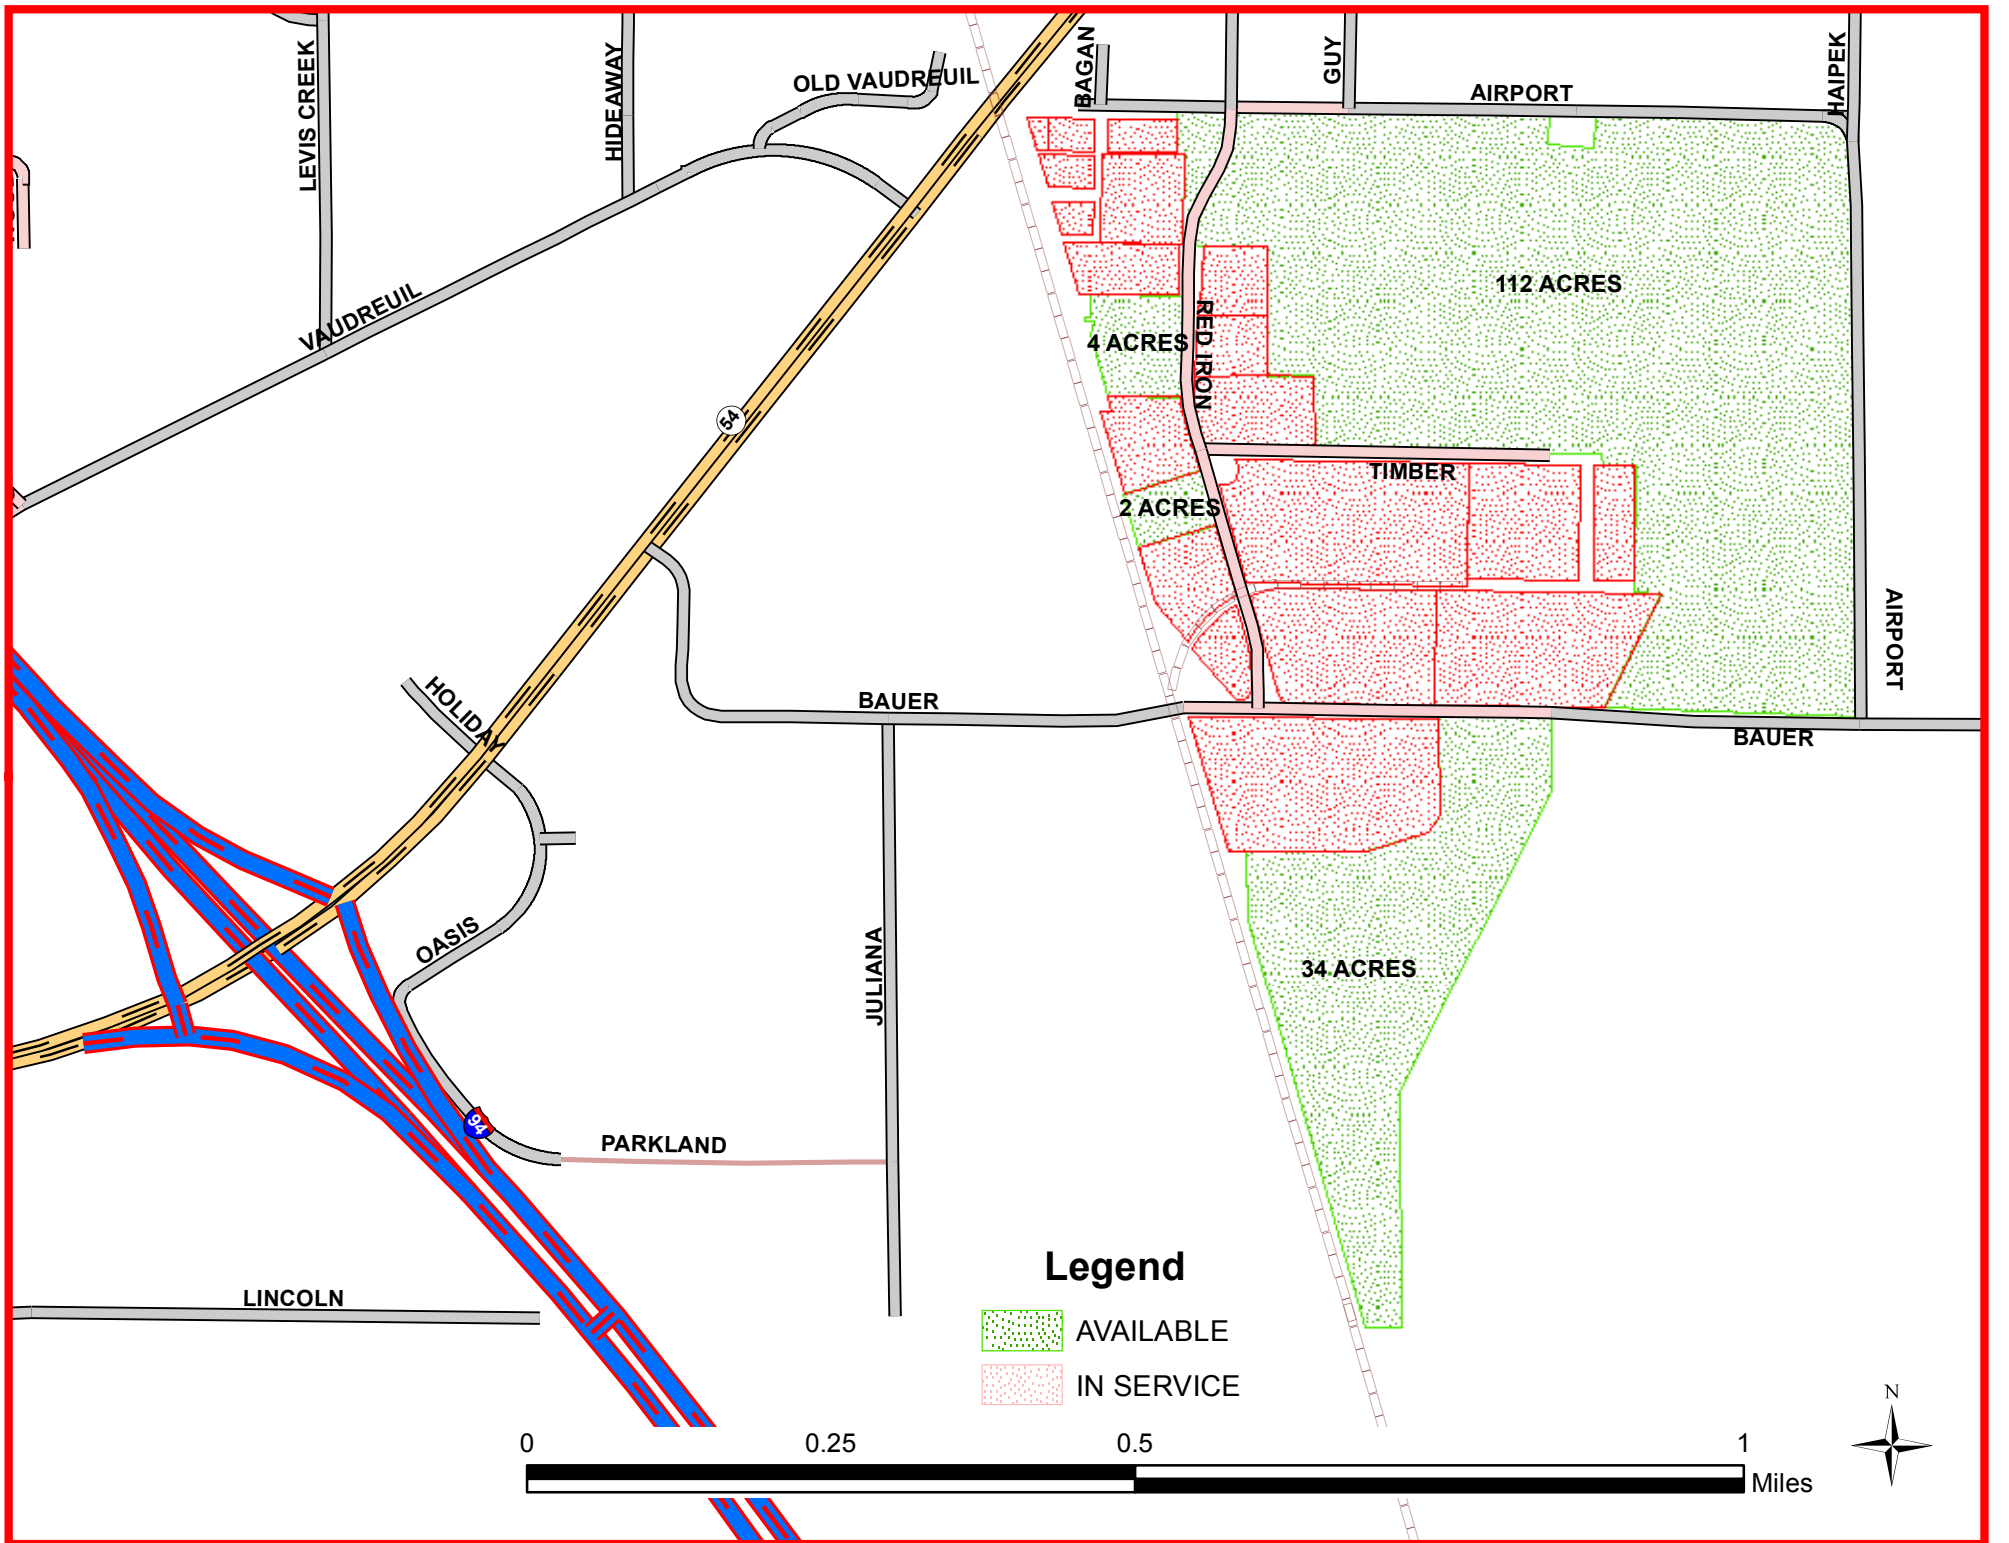 LEVIS CREEK
HIDEAWAY
OLD VAUDREUIL
BAGAN
GUY
AIRPORT
HAIPEK
VAUDREUIL
112 ACRES
4 ACRES
RED IRON
54
TIMBER
2 ACRES
AIRPORT
HOLIDAY
BAUER
BAUER
OASIS
JULIANA
34 ACRES
94
PARKLAND
LINCOLN
Legend
AVAILABLE
IN SERVICE
N
0 0.25 0.5 1
Miles